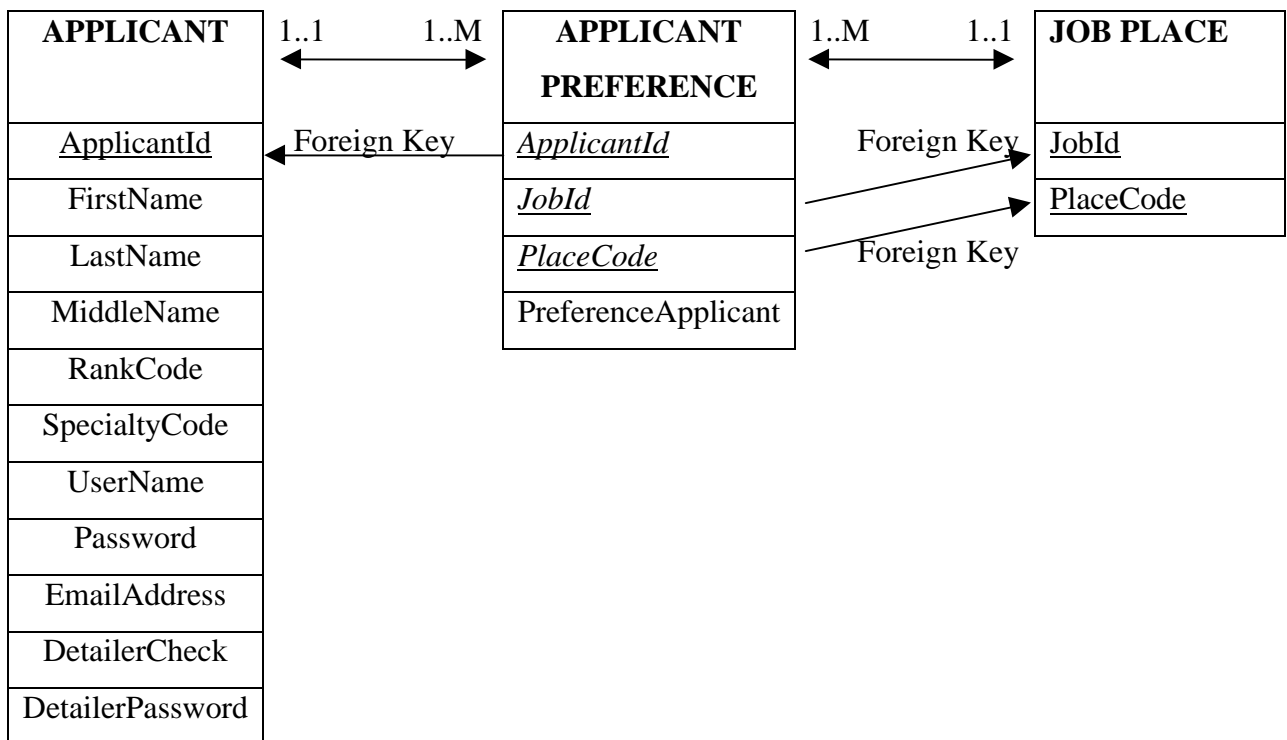 APPLICANT
1..1
1..M
APPLICANT
PREFERENCE
1..M
1..1
JOB PLACE
ApplicantId
Foreign Key
ApplicantId
Foreign Key
JobId
FirstName
JobId
PlaceCode
LastName
PlaceCode
Foreign Key
MiddleName
PreferenceApplicant
RankCode
SpecialtyCode
UserName
Password
EmailAddress
DetailerCheck
DetailerPassword